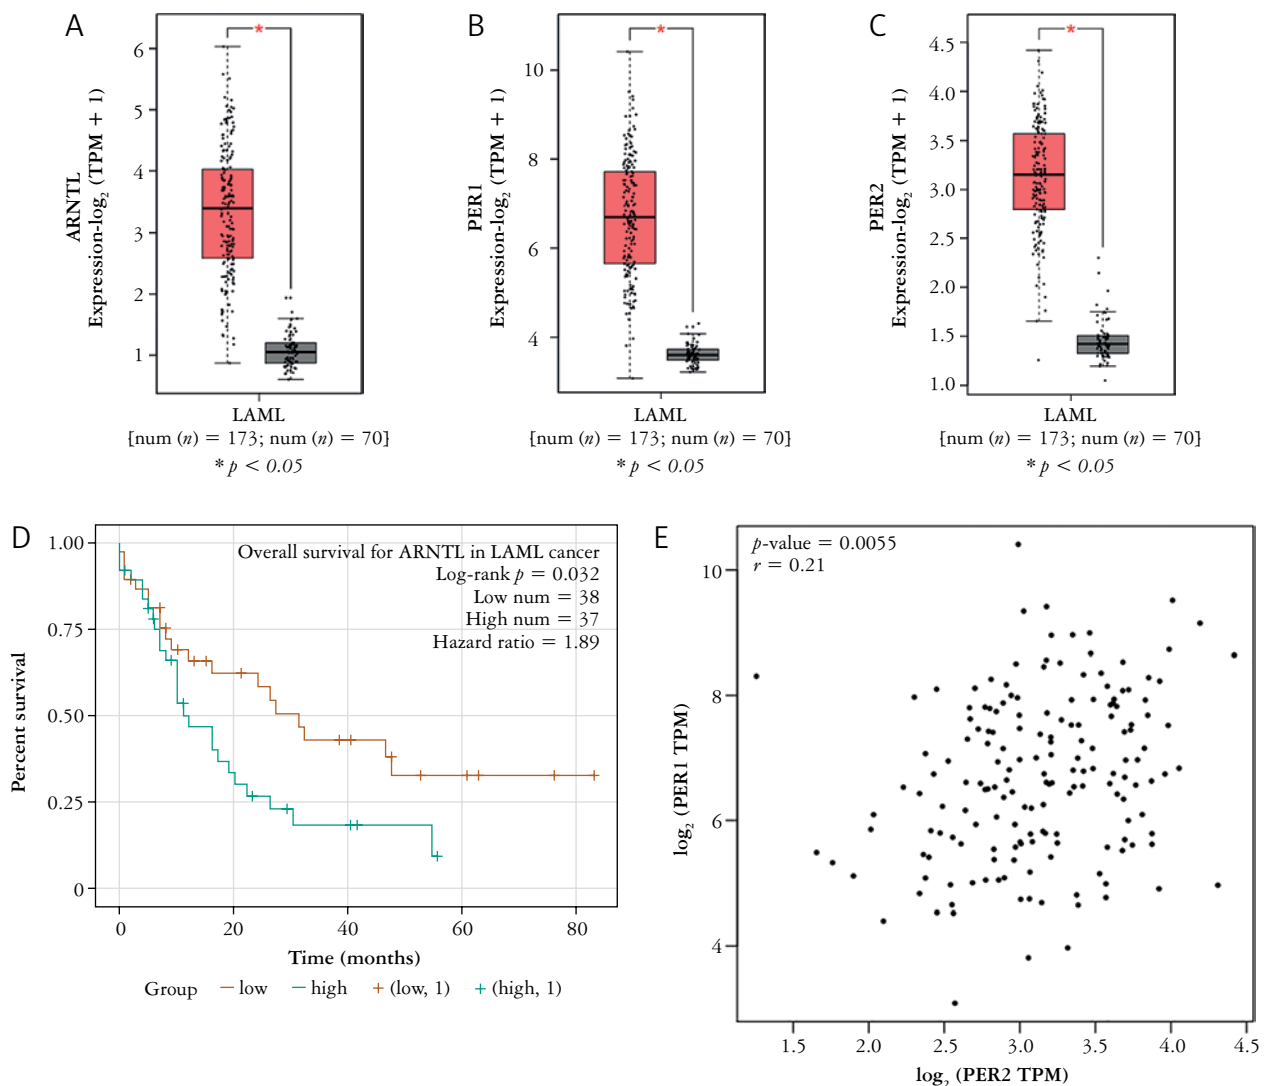 A
ARNTL
Expression-log₂ (TPM + 1)
6
5
4
3
2
1
*
LAML
[num (n) = 173; num (n) = 70]
* p < 0.05
B
PER1
Expression-log₂ (TPM + 1)
10
8
6
4
*
LAML
[num (n) = 173; num (n) = 70]
* p < 0.05
C
PER2
Expression-log₂ (TPM + 1)
4.5
4.0
3.5
3.0
2.5
2.0
1.5
1.0
*
LAML
[num (n) = 173; num (n) = 70]
* p < 0.05
D
Percent survival
1.00
0.75
0.50
0.25
0
Overall survival for ARNTL in LAML cancer
Log-rank p = 0.032
Low num = 38
High num = 37
Hazard ratio = 1.89
0 20 40 60 80
Time (months)
Group low high (low, 1) (high, 1)
E
log₂ (PER1 TPM)
10
8
6
4
p-value = 0.0055
r = 0.21
1.5 2.0 2.5 3.0 3.5 4.0 4.5
log₂ (PER2 TPM)